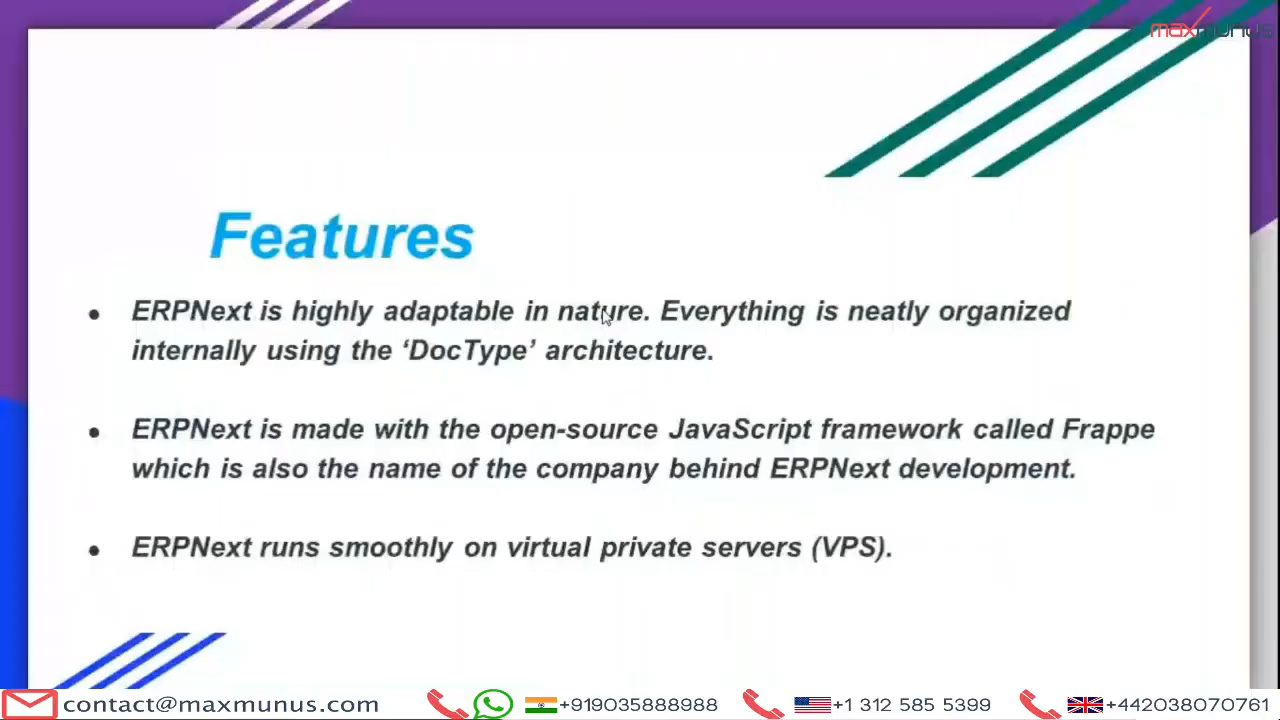 maxmunus
Features
• ERPNext is highly adaptable in nature. Everything is neatly organized
internally using the ‘DocType’ architecture.
• ERPNext is made with the open-source JavaScript framework called Frappe
which is also the name of the company behind ERPNext development.
• ERPNext runs smoothly on virtual private servers (VPS).
contact@maxmunus.com +919035888988 +1 312 585 5399 +442038070761